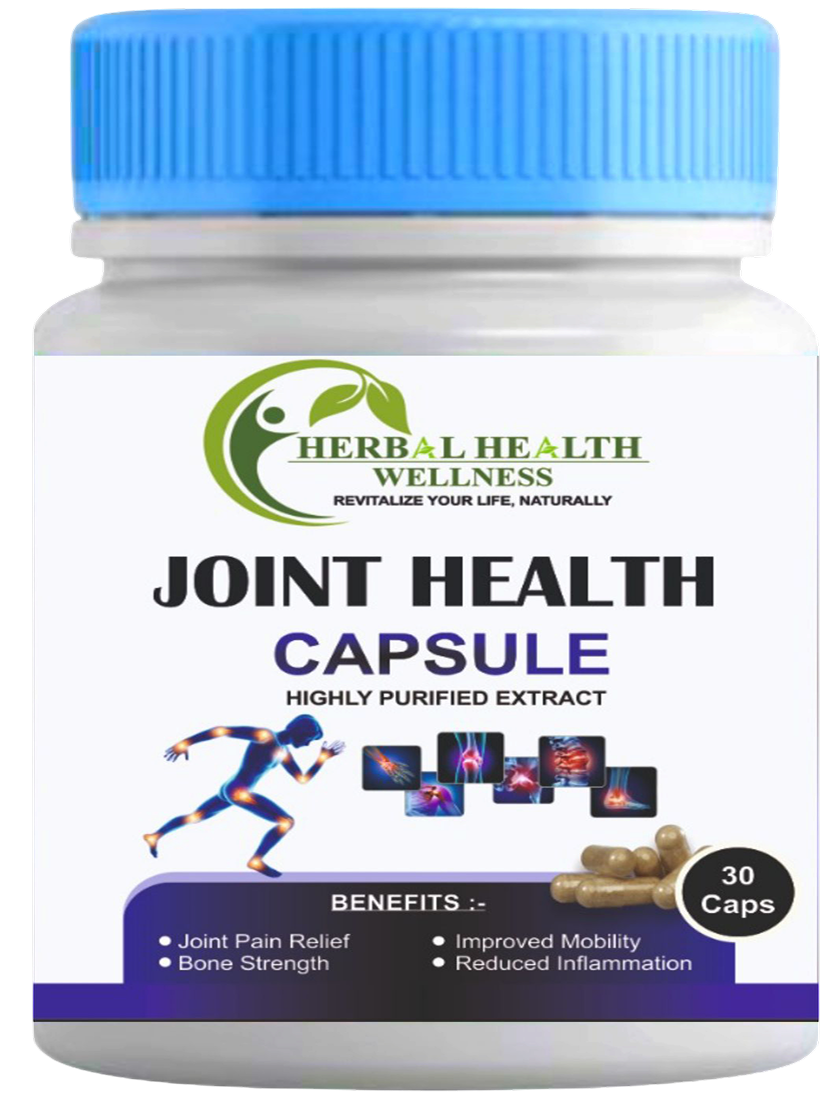 HERBAL HEALTH
WELLNESS
REVITALIZE YOUR LIFE, NATURALLY
JOINT HEALTH
CAPSULE
HIGHLY PURIFIED EXTRACT
30
Caps
BENEFITS :-
• Joint Pain Relief
• Improved Mobility
• Bone Strength
• Reduced Inflammation